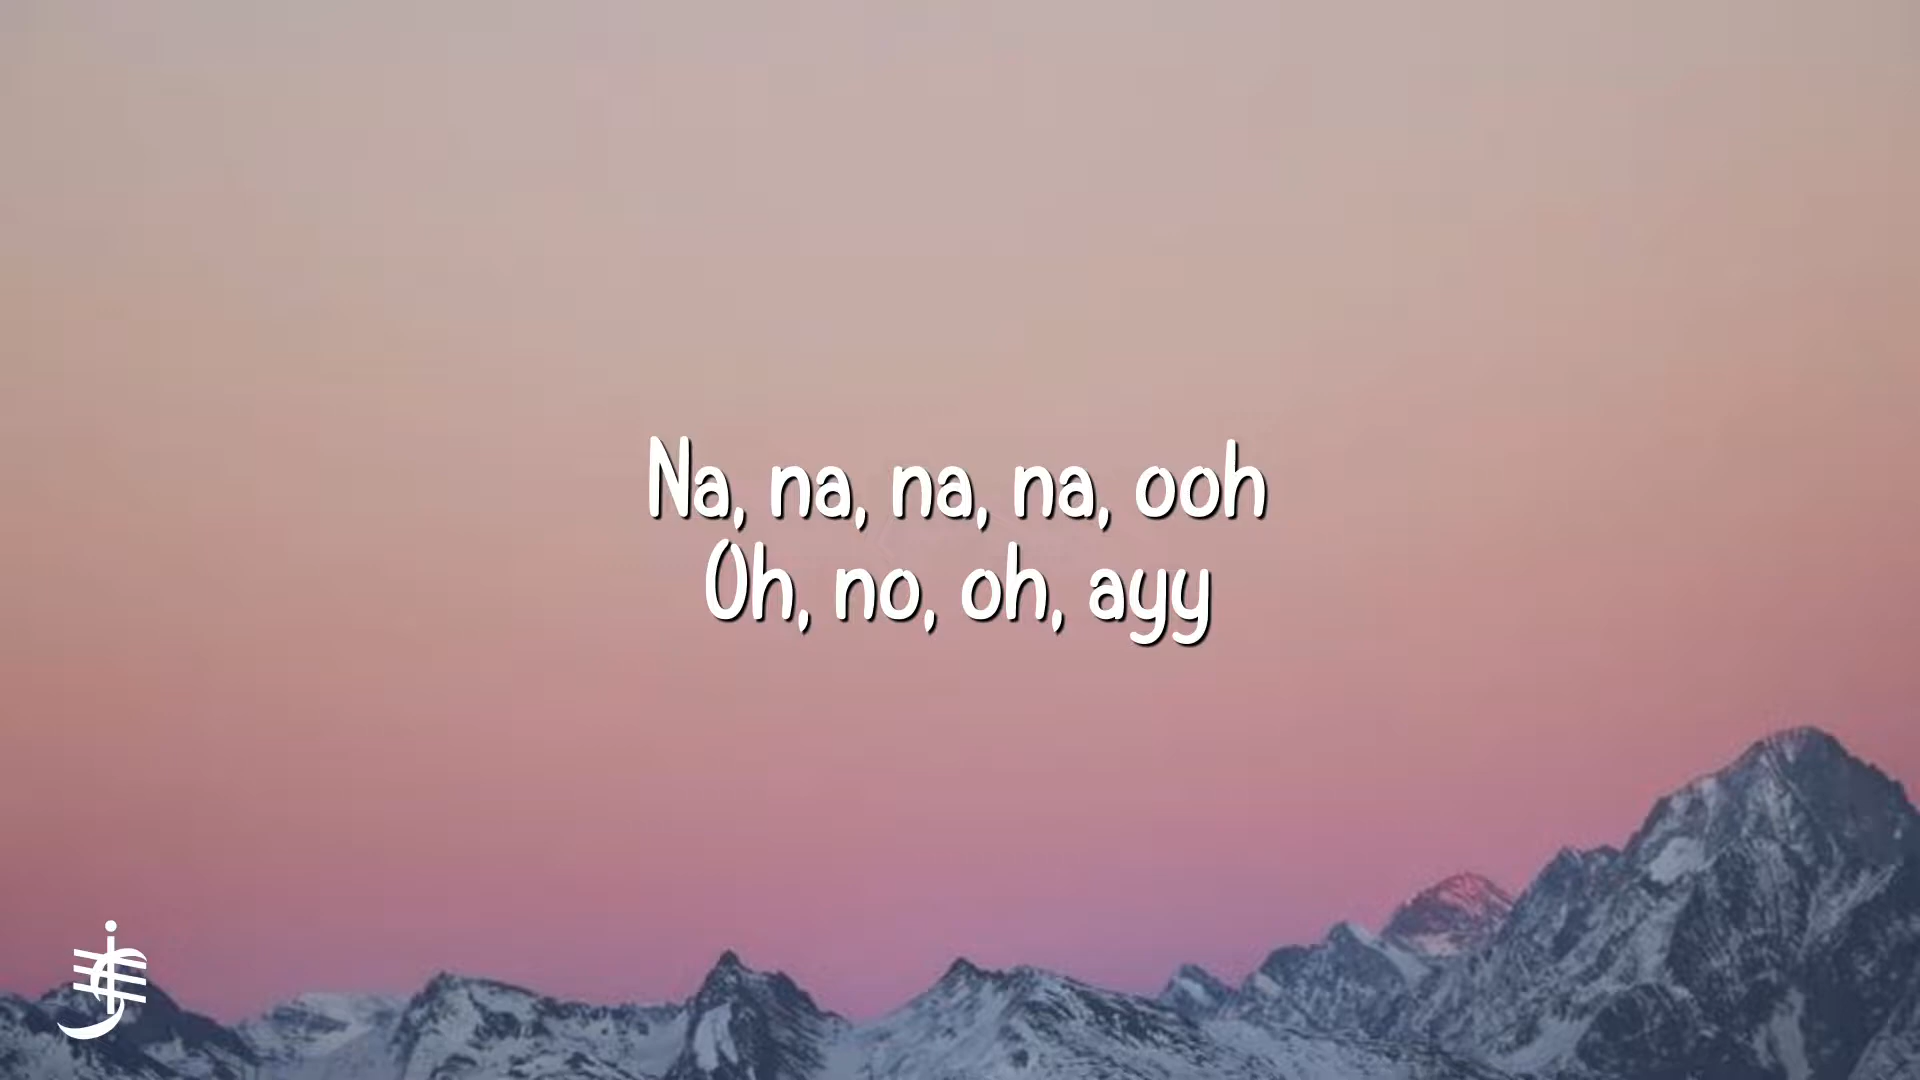 Na, na, na, na, ooh
Oh, no, oh, ayy